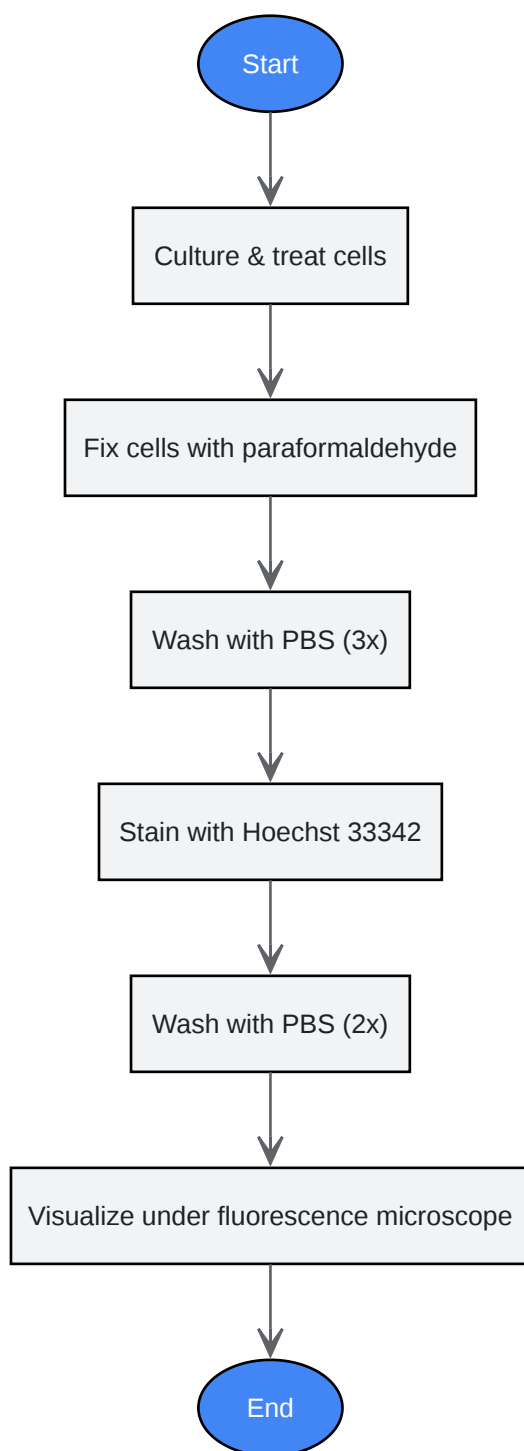 Start
Culture & treat cells
Fix cells with paraformaldehyde
Wash with PBS (3x)
Stain with Hoechst 33342
Wash with PBS (2x)
Visualize under fluorescence microscope
End